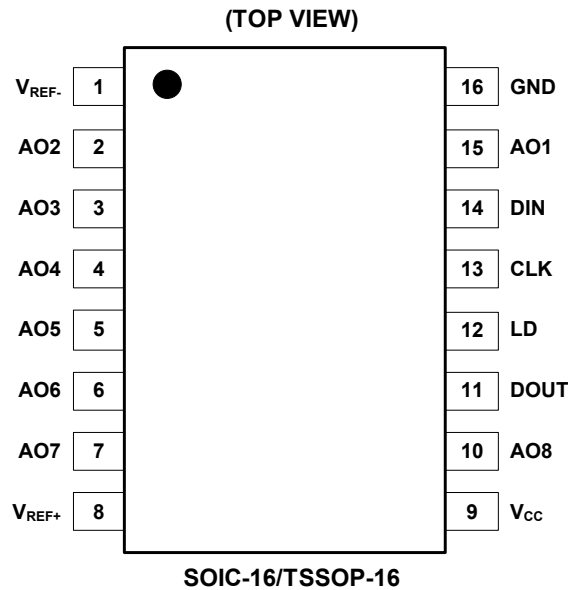 (TOP VIEW)
VREF- 1 16 GND
AO2 2 15 AO1
AO3 3 14 DIN
AO4 4 13 CLK
AO5 5 12 LD
AO6 6 11 DOUT
AO7 7 10 AO8
VREF+ 8 9 VCC
SOIC-16/TSSOP-16